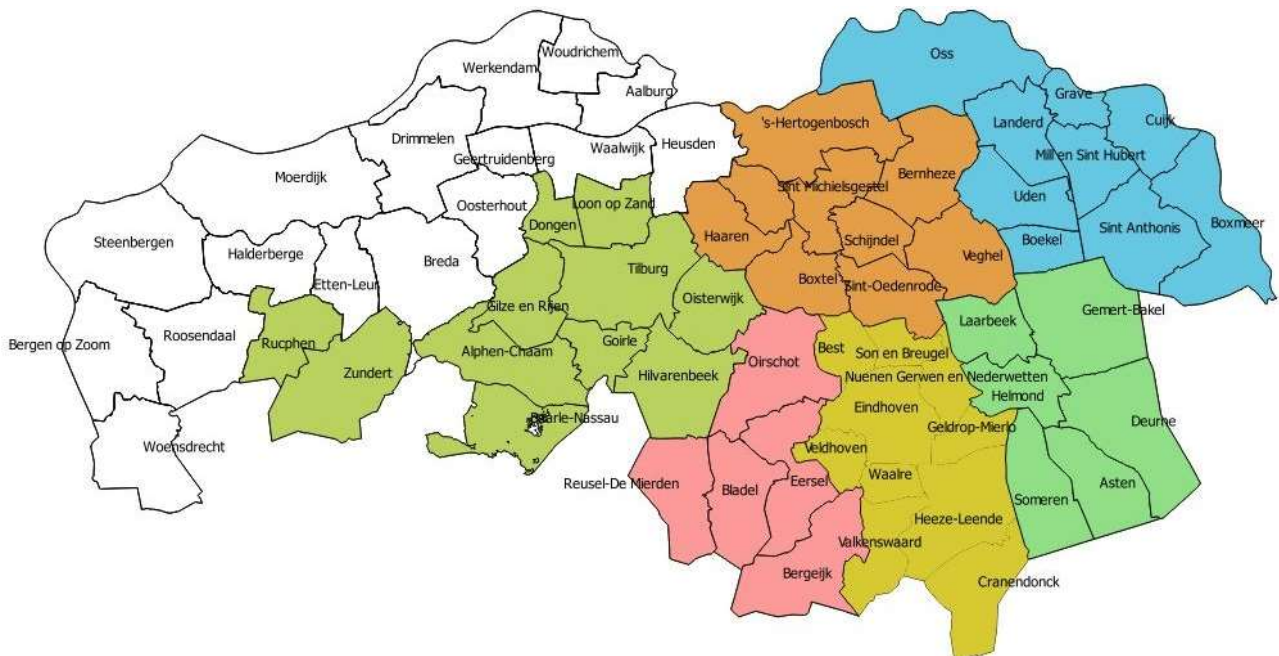 Woudrichem
Oss
Werkendam
Aalburg
Grave
's-Hertogenbosch
Landerd
Cuijk
Drimmelen
Heusden
Waalwijk
Geertruidenberg
Mill en Sint Hubert
Bernheze
Moerdijk
Sint Michielsgestel
Uden
Oosterhout
Loon op Zand
Dongen
Boxmeer
Sint Anthonis
Haaren
Schijndel
Boekel
Steenbergen
Halderberge
Breda
Veghel
Tilburg
Boxtel
Etten-Leur
Sint-Oedenrode
Oisterwijk
Gilze en Rijen
Gemert-Bakel
Laarbeek
Roosendaal
Goirle
Bergen op Zoom
Rucphen
Alphen-Chaam
Best
Son en Breugel
Oirschot
Zundert
Hilvarenbeek
Nuenen Gerwen en Nederwetten
Helmond
Baarle-Nassau
Eindhoven
Deurne
Geldrop-Mierlo
Woensdrecht
Veldhoven
Waalre
Reusel-De Mierden
Bladel
Eersel
Asten
Someren
Heeze-Leende
Valkenswaard
Bergeijk
Cranendonck